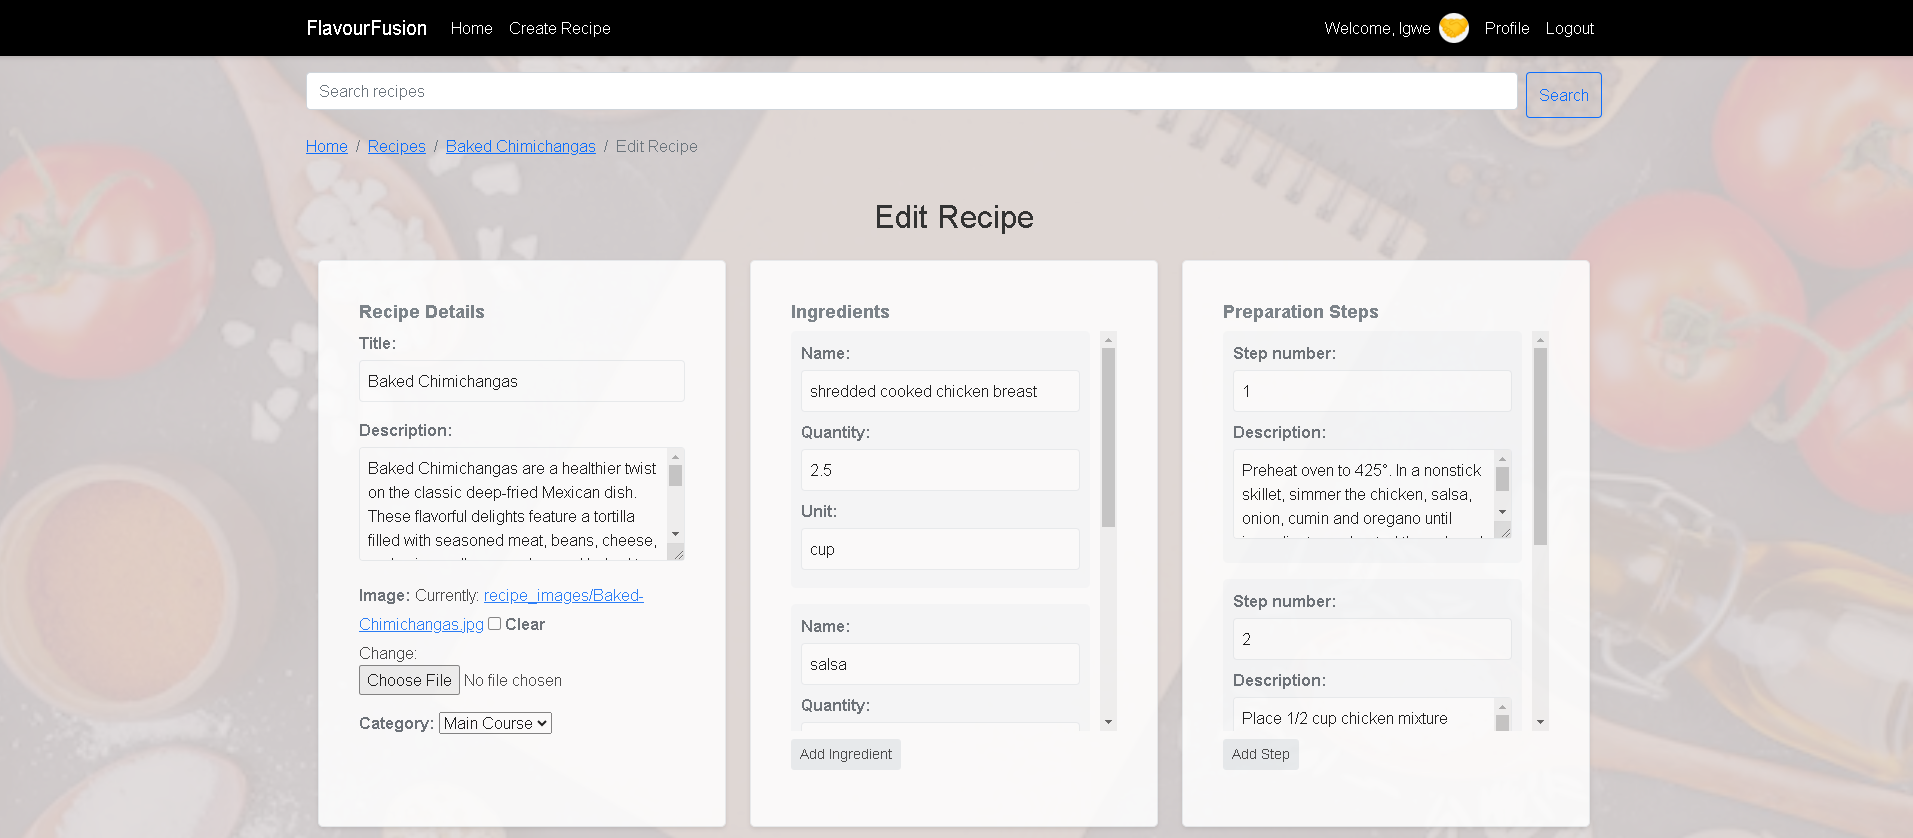 FlavourFusion Home Create Recipe Welcome, Igwe Profile Logout
Search recipes Search
Home / Recipes / Baked Chimichangas / Edit Recipe
Edit Recipe
Recipe Details
Title:
Baked Chimichangas
Description:
Baked Chimichangas are a healthier twist
on the classic deep-fried Mexican dish.
These flavorful delights feature a tortilla
filled with seasoned meat, beans, cheese,
Image: Currently: recipe_images/Baked-
Chimichangas.jpg Clear
Change:
Choose File No file chosen
Category: Main Course
Ingredients
Name:
shredded cooked chicken breast
Quantity:
2.5
Unit:
cup
Name:
salsa
Quantity:
Add Ingredient
Preparation Steps
Step number:
1
Description:
Preheat oven to 425°. In a nonstick
skillet, simmer the chicken, salsa,
onion, cumin and oregano until
Step number:
2
Description:
Place 1/2 cup chicken mixture
Add Step